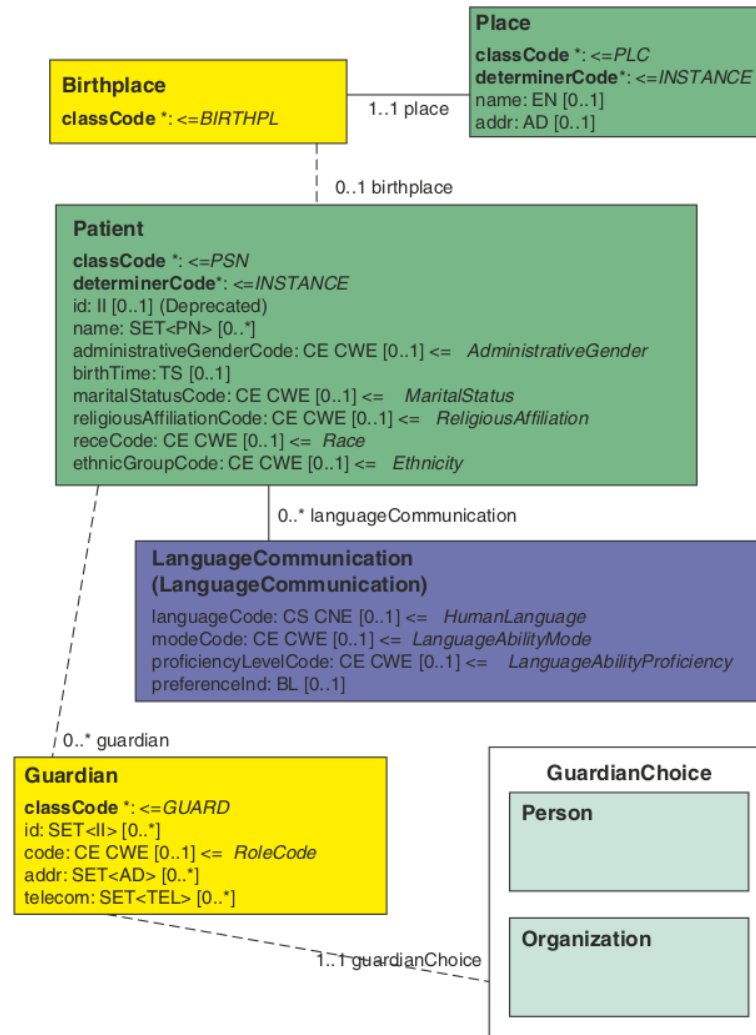 Place
classCode *: <=PLC
determinerCode*: <=INSTANCE
name: EN [0..1]
addr: AD [0..1]
Birthplace
classCode *: <=BIRTHPL
1..1 place
0..1 birthplace
Patient
classCode *: <=PSN
determinerCode*: <=INSTANCE
id: II [0..1] (Deprecated)
name: SET<PN> [0..*]
administrativeGenderCode: CE CWE [0..1] <= AdministrativeGender
birthTime: TS [0..1]
maritalStatusCode: CE CWE [0..1] <= MaritalStatus
religiousAffiliationCode: CE CWE [0..1] <= ReligiousAffiliation
receCode: CE CWE [0..1] <= Race
ethnicGroupCode: CE CWE [0..1] <= Ethnicity
0..* languageCommunication
LanguageCommunication
(LanguageCommunication)
languageCode: CS CNE [0..1] <= HumanLanguage
modeCode: CE CWE [0..1] <= LanguageAbilityMode
proficiencyLevelCode: CE CWE [0..1] <= LanguageAbilityProficiency
preferenceInd: BL [0..1]
0..* guardian
Guardian
classCode *: <=GUARD
id: SET<II> [0..*]
code: CE CWE [0..1] <= RoleCode
addr: SET<AD> [0..*]
telecom: SET<TEL> [0..*]
1..1 guardianChoice
GuardianChoice
Person
Organization